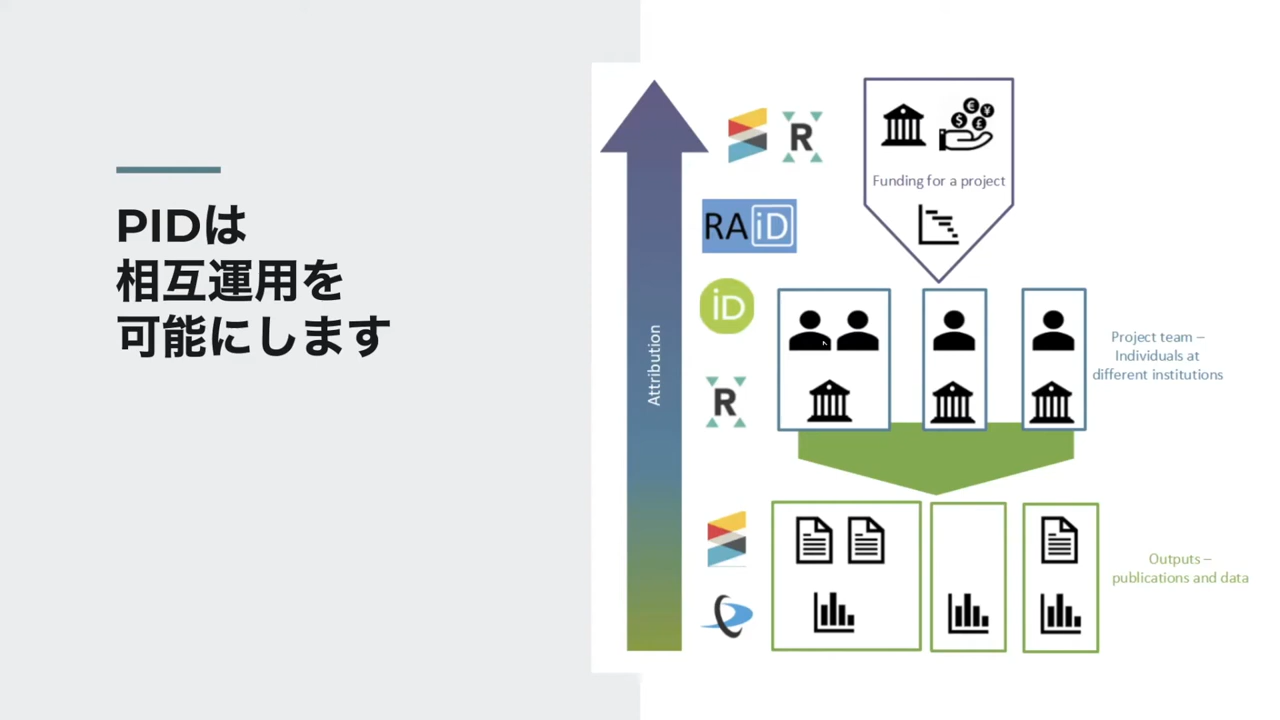 PIDは
相互運用を
可能にします
Attribution
R
RAiD
iD
R
Funding for a project
Project team –
Individuals at
different institutions
Outputs –
publications and data